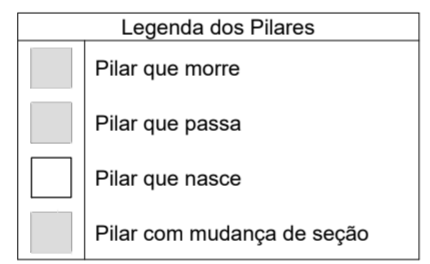 Legenda dos Pilares
Pilar que morre
Pilar que passa
Pilar que nasce
Pilar com mudança de seção